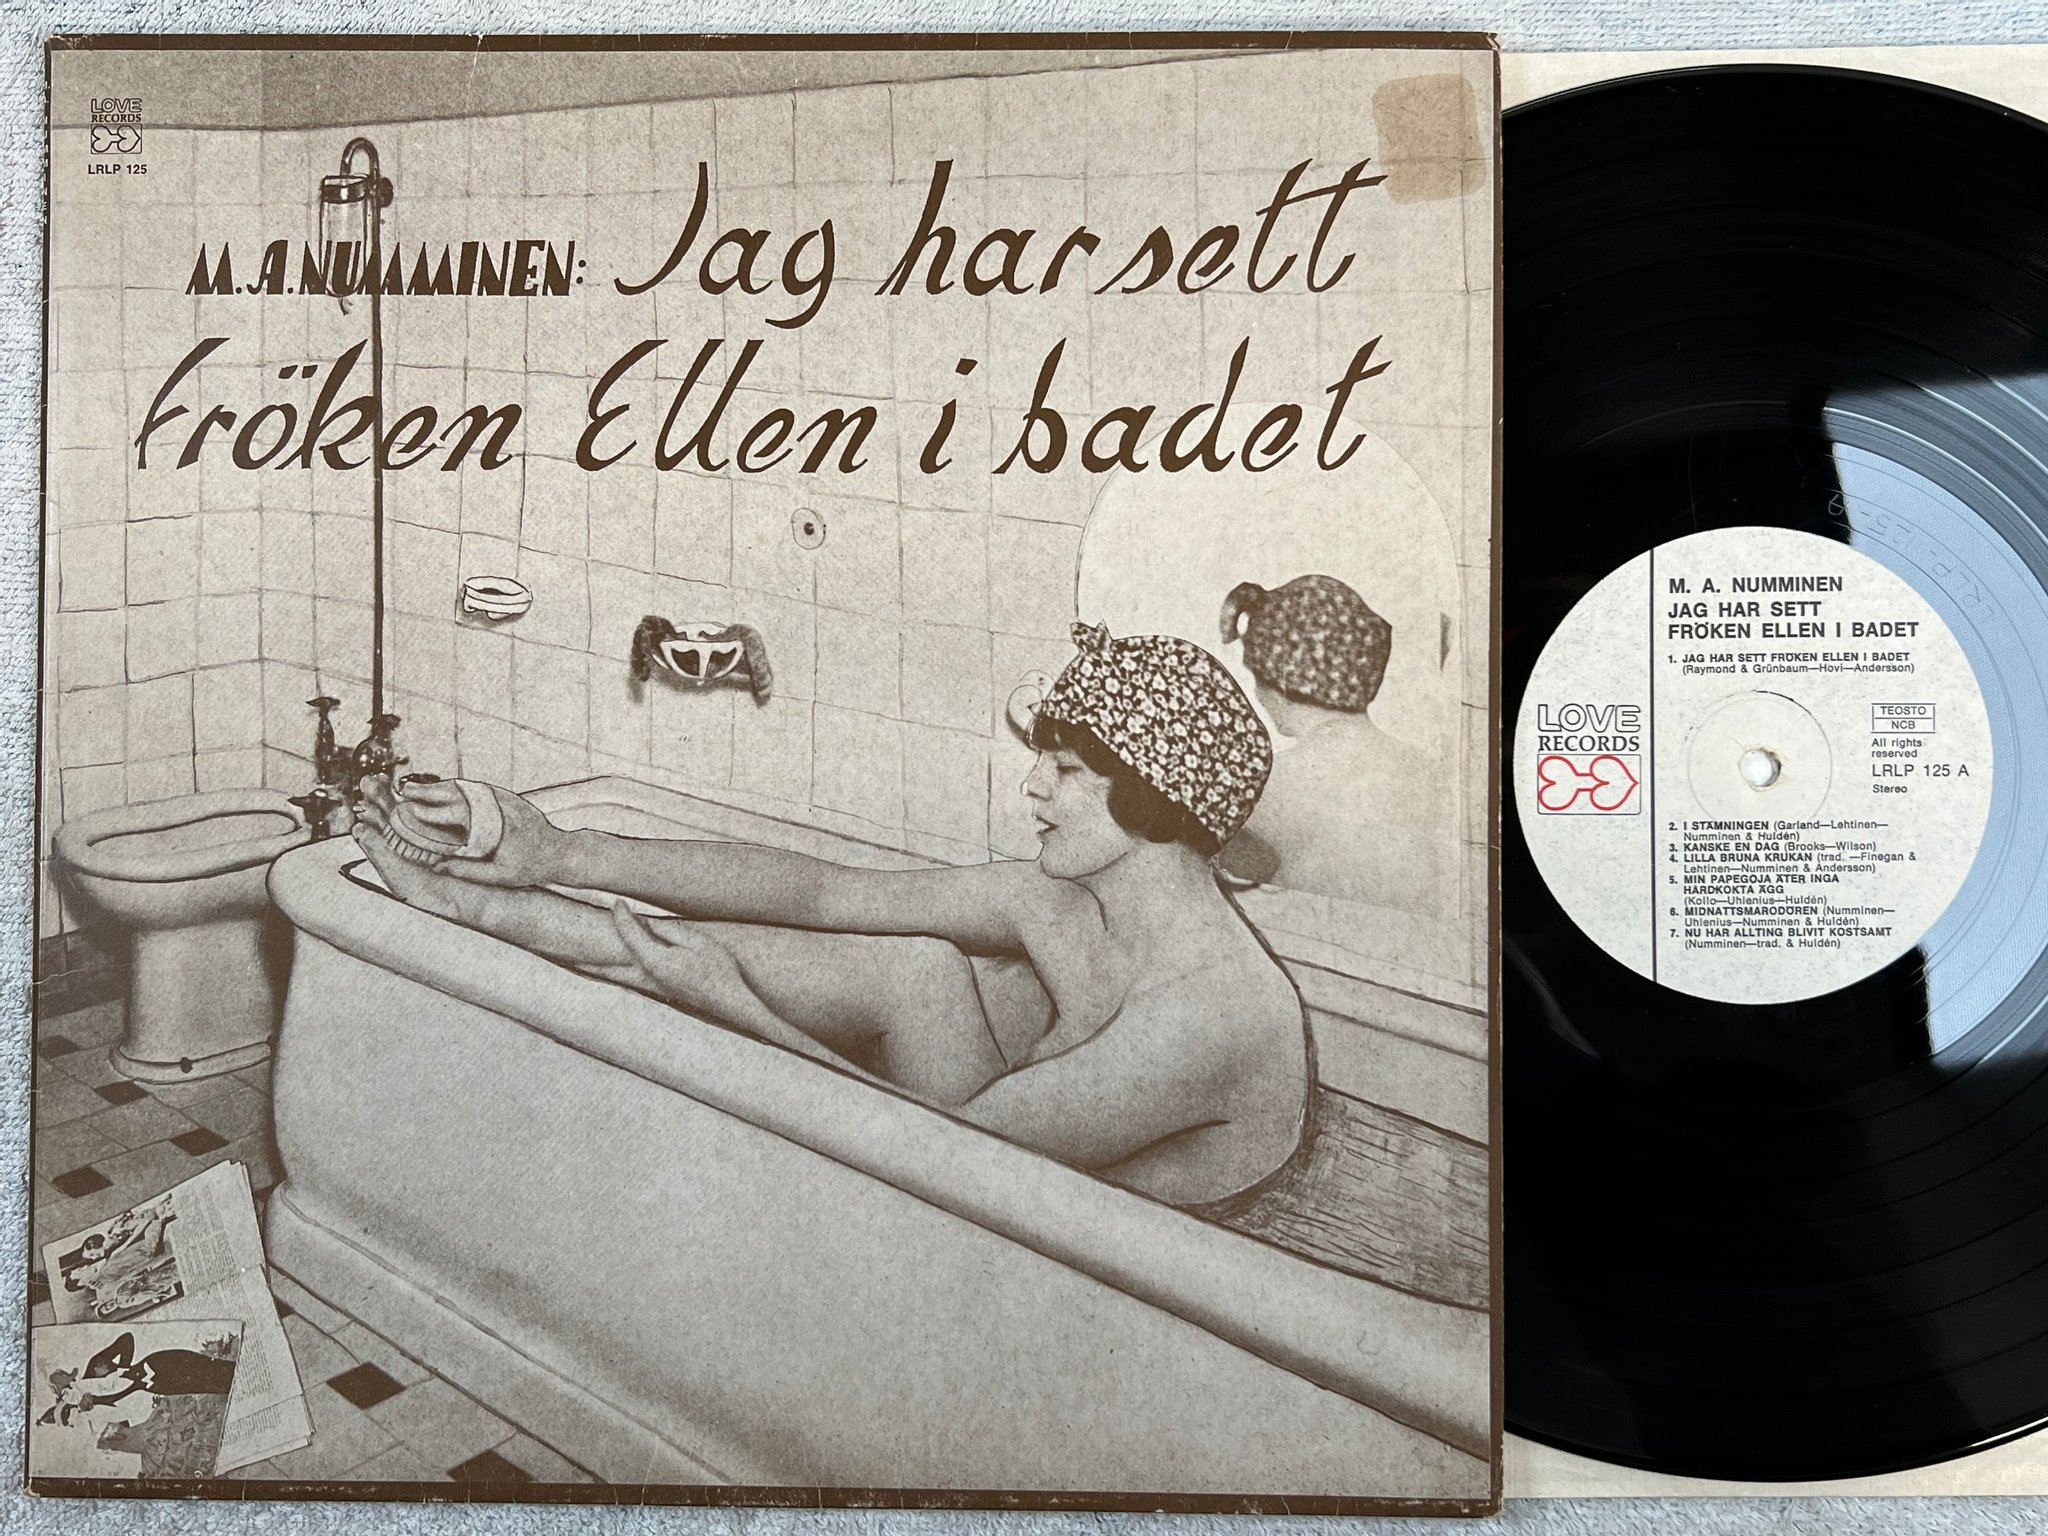 LOVE
RECORDS
LRLP 125
M.A.NUMMINEN: Jag har sett
Fröken Ellen i badet
M. A. NUMMINEN
JAG HAR SETT
FRÖKEN ELLEN I BADET
1. JAG HAR SETT FRÖKEN ELLEN I BADET
(Raymond & Grünbaum—Hovi—Andersson)
LOVE
RECORDS
TEOSTO
NCB
All rights
reserved
LRLP 125 A
Stereo
2. I STÄMNINGEN (Garland—Lehtinen—
Numminen & Huldén)
3. KANSKE EN DAG (Brooks—Wilson)
4. LILLA BRUNA KRUKAN (trad. —Finegan &
Lehtinen—Numminen & Andersson)
5. MIN PAPEGOJA ÄTER INGA
HÅRDKOKTA ÄGG
(Kollo—Uhlenius—Huldén)
6. MIDNATTSMARODÖREN (Numminen—
Uhlenius—Numminen & Huldén)
7. NU HAR ALLTING BLIVIT KOSTSAMT
(Numminen—trad. & Huldén)